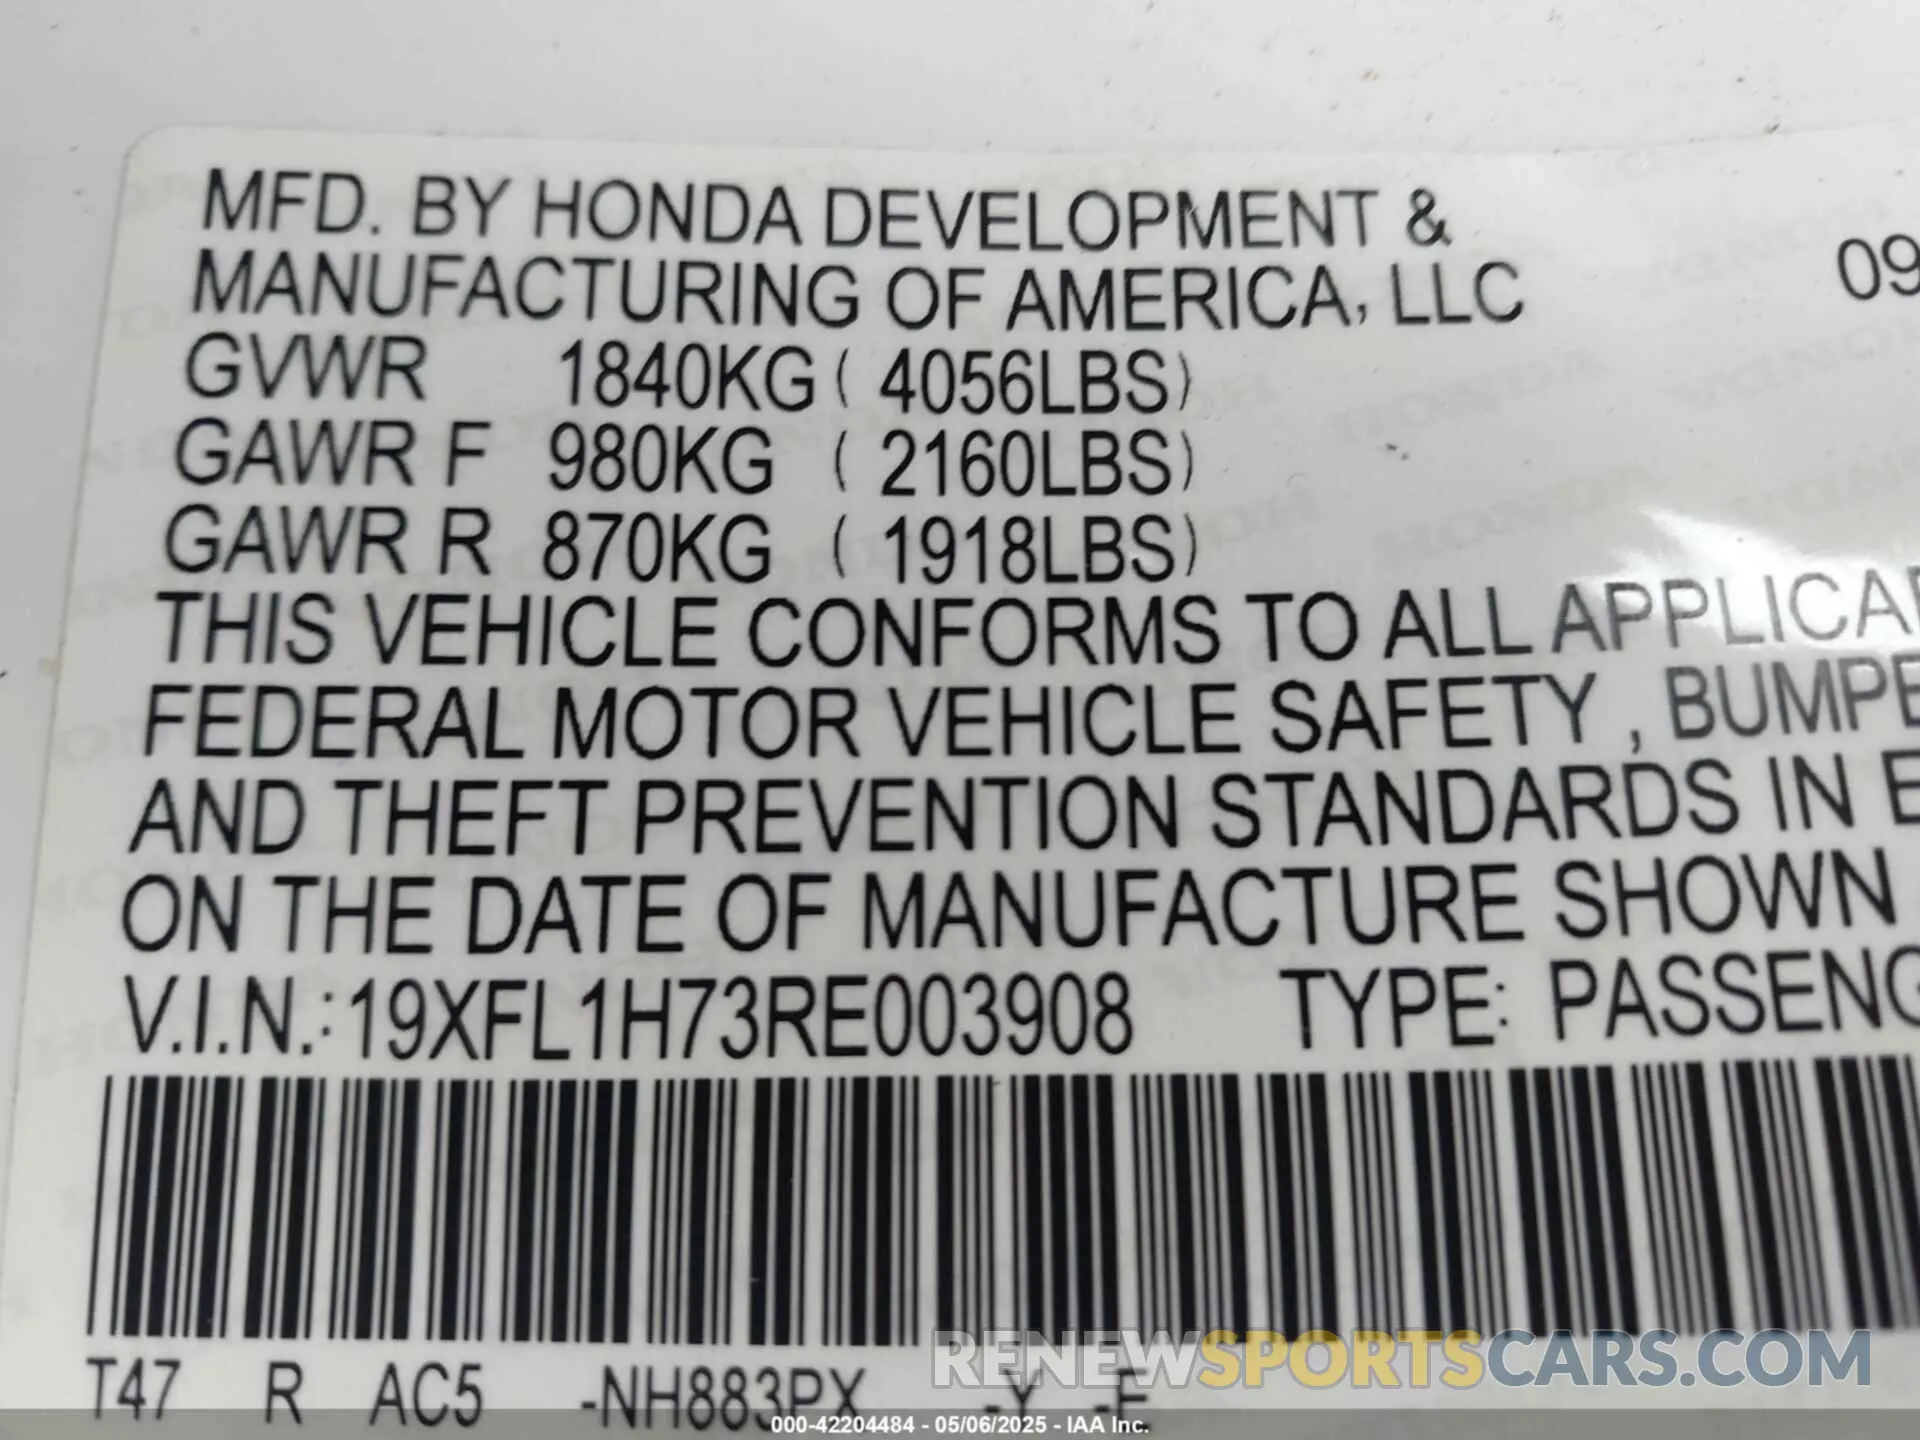 MFD. BY HONDA DEVELOPMENT &
MANUFACTURING OF AMERICA, LLC 09
GVWR 1840KG ( 4056LBS)
GAWR F 980KG ( 2160LBS)
GAWR R 870KG ( 1918LBS)
THIS VEHICLE CONFORMS TO ALL APPLICA
FEDERAL MOTOR VEHICLE SAFETY , BUMPE
AND THEFT PREVENTION STANDARDS IN E
ON THE DATE OF MANUFACTURE SHOWN
V.I.N.:19XFL1H73RE003908 TYPE: PASSENG
T47 R AC5 -NH883PX -Y -E
RENEWSPORTSCARS.COM
000-42204484 - 05/06/2025 - IAA Inc.